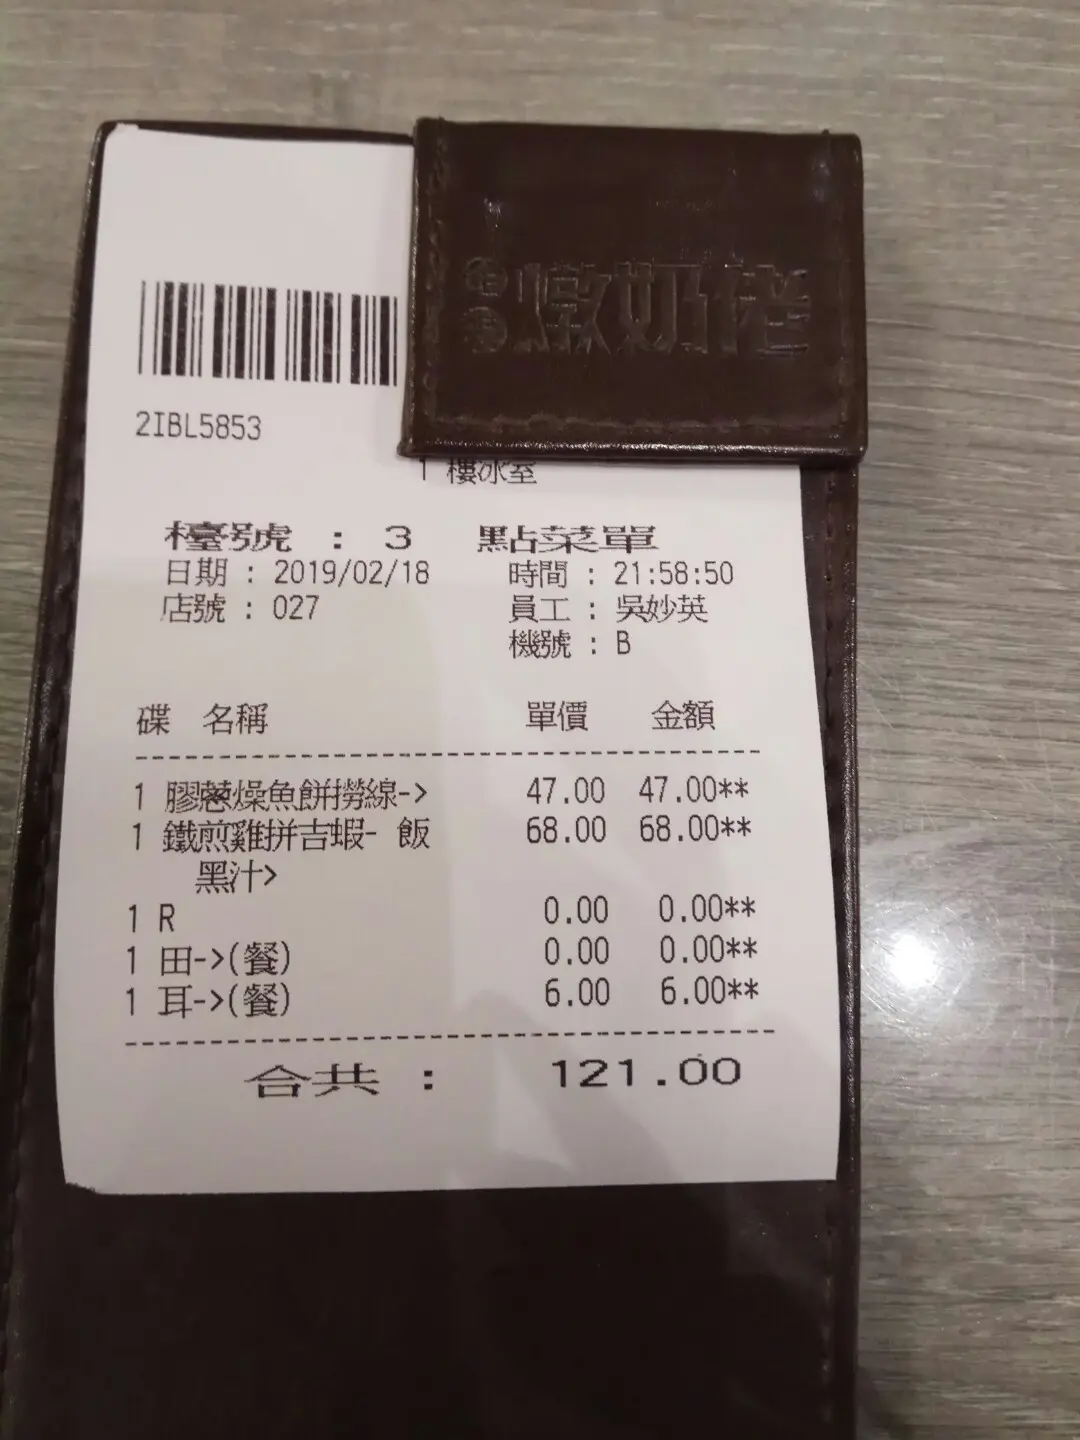 燉奶佬
2IBL5853
1 樓冰室
檯號 : 3 點菜單
日期 : 2019/02/18 時間 : 21:58:50
店號 : 027 員工 : 吳妙英
機號 : B
碟 名稱 單價 金額
1 膠蔥燥魚餅撈線-> 47.00 47.00**
1 鐵煎雞拼吉蝦- 飯 68.00 68.00**
黑汁>
1 R 0.00 0.00**
1 田->(餐) 0.00 0.00**
1 耳->(餐) 6.00 6.00**
合共 : 121.00